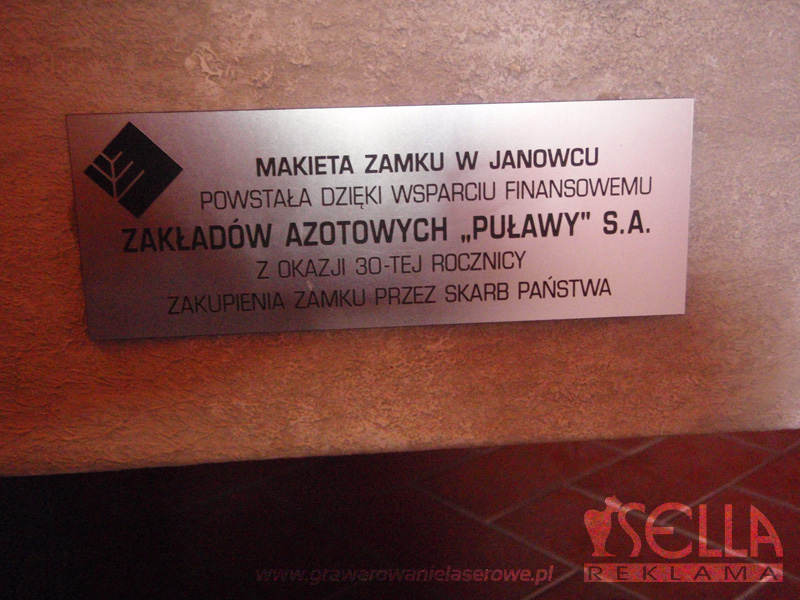 MAKIETA ZAMKU W JANOWCU
POWSTAŁA DZIĘKI WSPARCIU FINANSOWEMU
ZAKŁADÓW AZOTOWYCH „PUŁAWY" S.A.
Z OKAZJI 30-TEJ ROCZNICY
ZAKUPIENIA ZAMKU PRZEZ SKARB PAŃSTWA
SELLA
REKLAMA
www.grawerowanielaserowe.pl